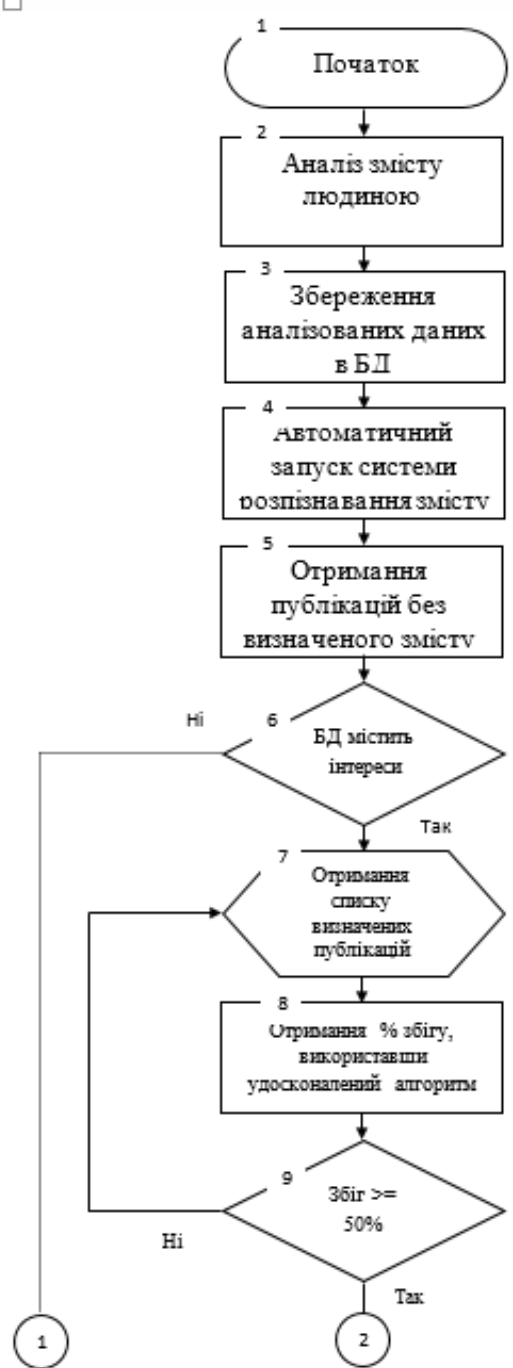 1
Початок
2
Аналіз змісту
людиною
3
Збереження
аналізованих даних
в БД
4
Автоматичний
запуск системи
розпізнавання змісту
5
Отримання
публікацій без
визначеного змісту
Ні
6
БД містить
інтереси
Так
7
Отримання
списку
визначених
публікацій
8
Отримання % збігу,
використавши
удосконалений алгоритм
9
Збіг >=
50%
Ні
Так
1
2